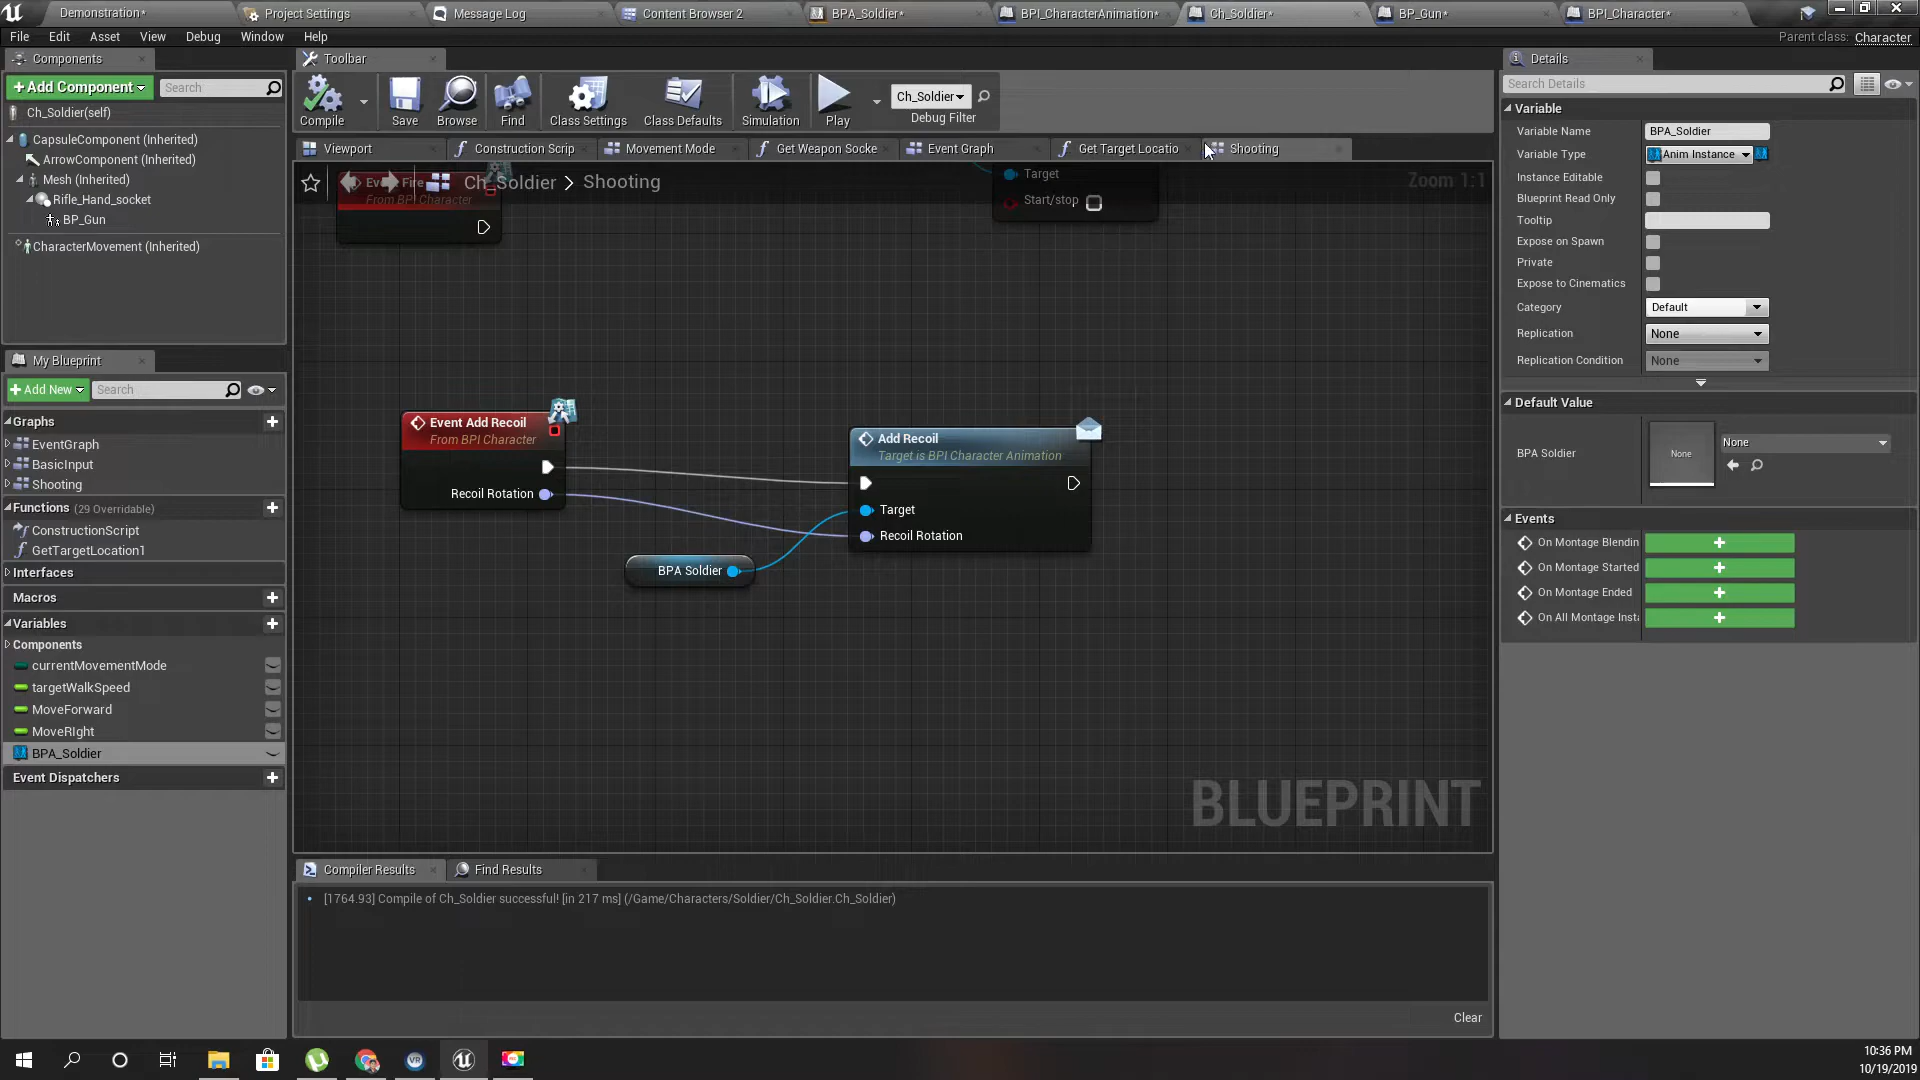 Demonstration*
Project Settings
Message Log
Content Browser 2
BPA_Soldier*
BPI_CharacterAnimation*
Ch_Soldier*
BP_Gun*
BPI_Character*
File Edit Asset View Debug Window Help
Parent class: Character
Components
+Add Component
Search
Ch_Soldier(self)
CapsuleComponent (Inherited)
ArrowComponent (Inherited)
Mesh (Inherited)
Rifle_Hand_socket
BP_Gun
CharacterMovement (Inherited)
My Blueprint
+Add New
Search
Graphs
EventGraph
BasicInput
Shooting
Functions (29 Overridable)
ConstructionScript
GetTargetLocation1
Interfaces
Macros
Variables
Components
currentMovementMode
targetWalkSpeed
MoveForward
MoveRIght
BPA_Soldier
Event Dispatchers
Toolbar
Compile
Save
Browse
Find
Class Settings
Class Defaults
Simulation
Play
Ch_Soldier
Debug Filter
Viewport
Construction Scrip
Movement Mode
Get Weapon Socke
Event Graph
Get Target Locatio
Shooting
Ch_Soldier > Shooting
Zoom 1:1
Event Fire
From BPI Character
Target
Start/stop
Event Add Recoil
From BPI Character
Recoil Rotation
BPA Soldier
Add Recoil
Target is BPI Character Animation
Target
Recoil Rotation
BLUEPRINT
Compiler Results
Find Results
[1764.93] Compile of Ch_Soldier successful! [in 217 ms] (/Game/Characters/Soldier/Ch_Soldier.Ch_Soldier)
Clear
Details
Search Details
Variable
Variable Name BPA_Soldier
Variable Type Anim Instance
Instance Editable
Blueprint Read Only
Tooltip
Expose on Spawn
Private
Expose to Cinematics
Category Default
Replication None
Replication Condition None
Default Value
BPA Soldier None None
Events
On Montage Blendin
On Montage Started
On Montage Ended
On All Montage Inst
10:36 PM
10/19/2019